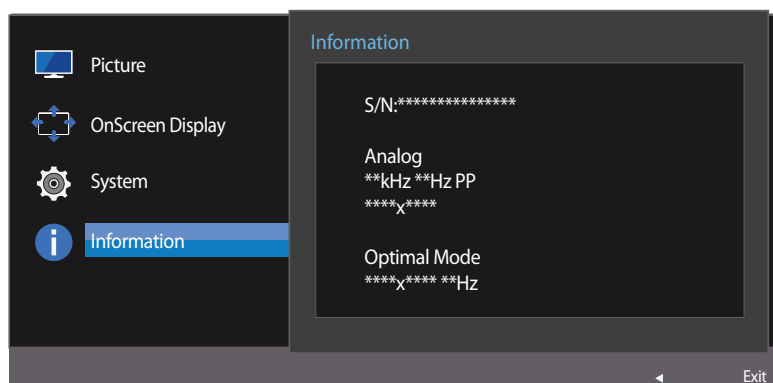 Picture
OnScreen Display
System
Information
Information
S/N:***************
Analog
**kHz **Hz PP
****x****
Optimal Mode
****x**** **Hz
Exit